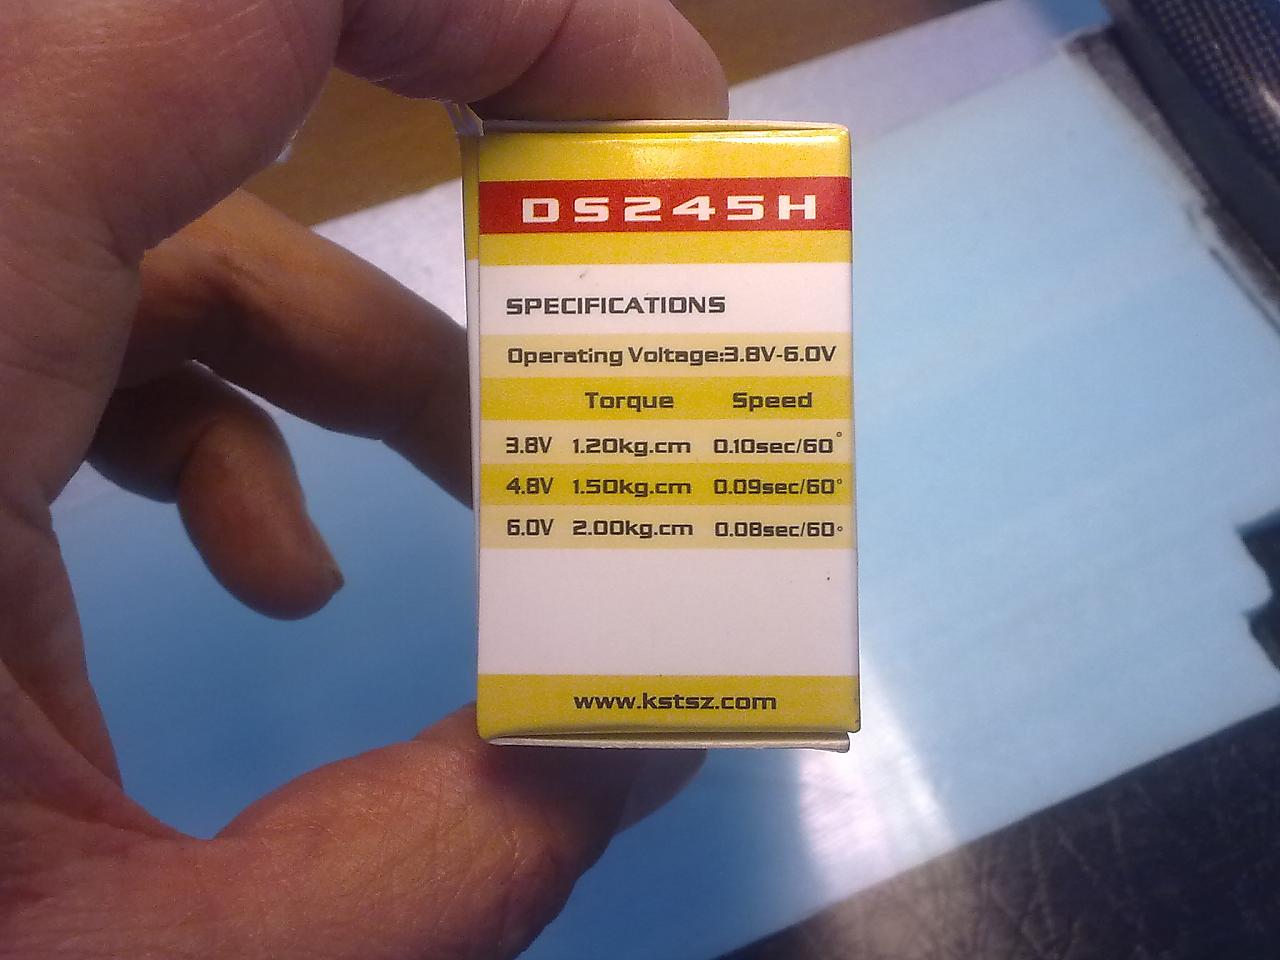 DS245H
SPECIFICATIONS
Operating Voltage:3.8V-6.0V
Torque Speed
3.8V 1.20kg.cm 0.10sec/60°
4.8V 1.50kg.cm 0.09sec/60°
6.0V 2.00kg.cm 0.08sec/60°
www.kstsz.com